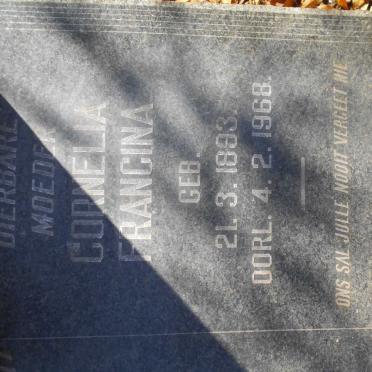 DIERBARE
MOEDER
CORNELIA
FRANCINA
GEB.
21. 3. 1893.
OORL. 4. 2. 1968.
ONS SAL JULLE NOOIT VERGEET NIE